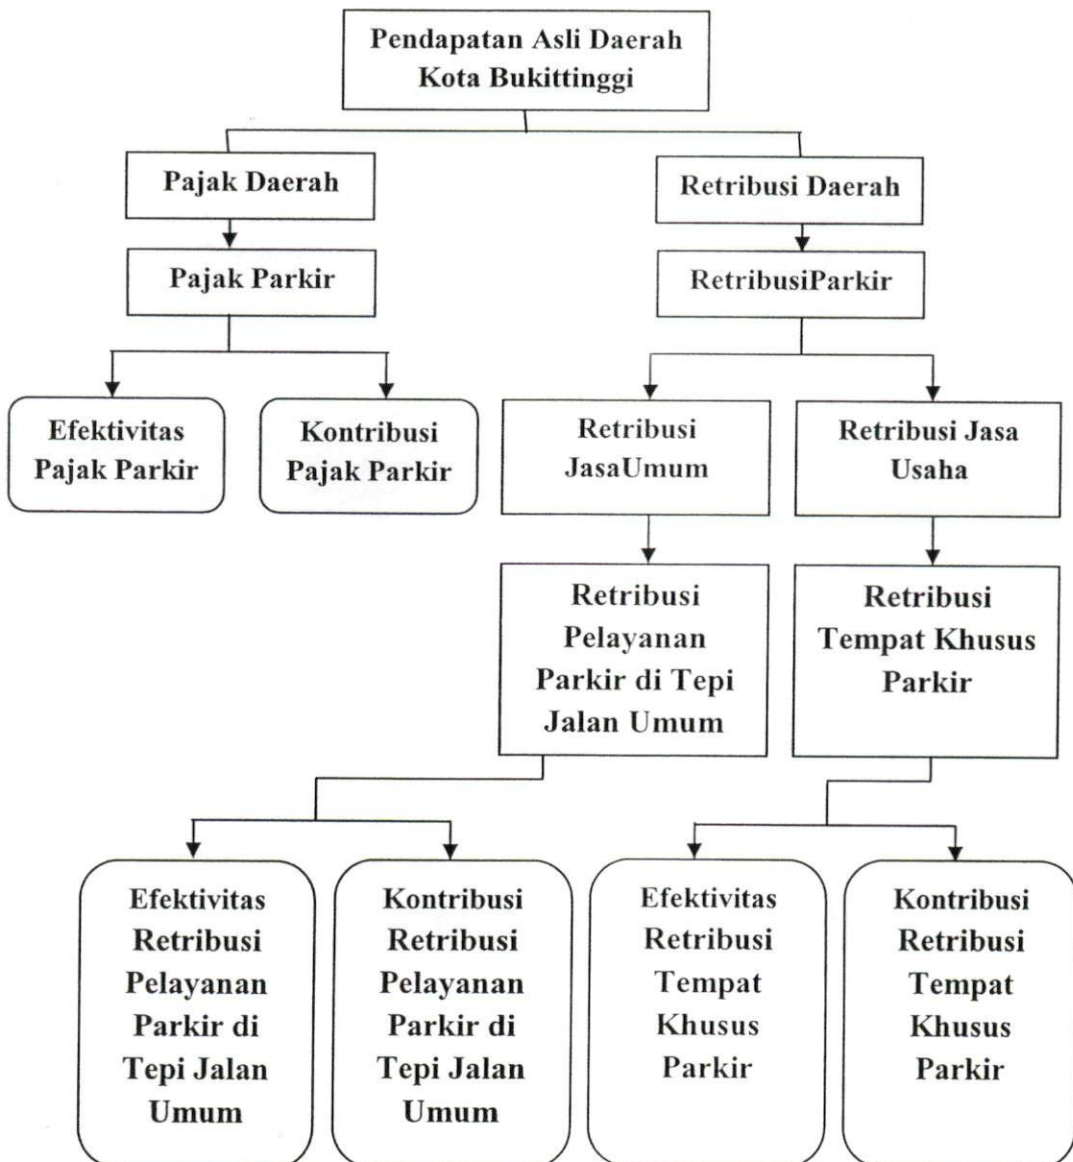 Pendapatan Asli Daerah
Kota Bukittinggi
Pajak Daerah
Retribusi Daerah
Pajak Parkir
RetribusiParkir
Efektivitas
Pajak Parkir
Kontribusi
Pajak Parkir
Retribusi
JasaUmum
Retribusi Jasa
Usaha
Retribusi
Pelayanan
Parkir di Tepi
Jalan Umum
Retribusi
Tempat Khusus
Parkir
Efektivitas
Retribusi
Pelayanan
Parkir di
Tepi Jalan
Umum
Kontribusi
Retribusi
Pelayanan
Parkir di
Tepi Jalan
Umum
Efektivitas
Retribusi
Tempat
Khusus
Parkir
Kontribusi
Retribusi
Tempat
Khusus
Parkir